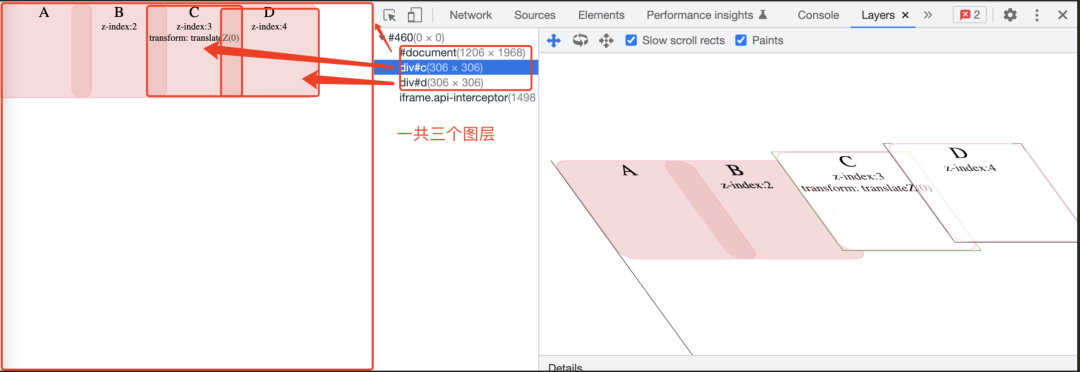 A
B
z-index:2
C
z-index:3
transform: translateZ(0)
D
z-index:4
Network
Sources
Elements
Performance insights
Console
Layers
2
#460(0 × 0)
#document(1206 × 1968)
div#c(306 × 306)
div#d(306 × 306)
iframe.api-interceptor(1498
一共三个图层
Slow scroll rects
Paints
A
B
z-index:2
C
z-index:3
transform: translateZ(0)
D
z-index:4
Details